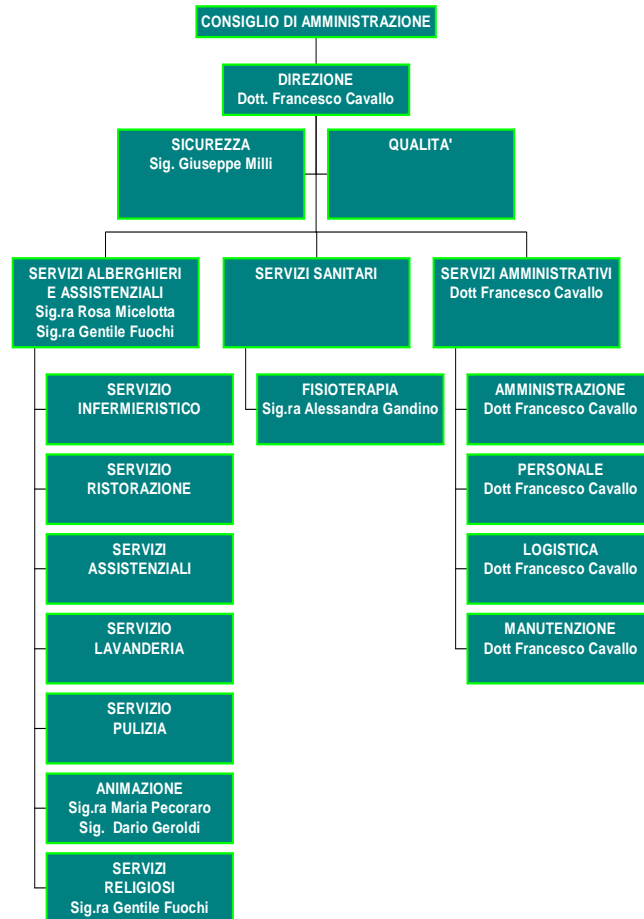 CONSIGLIO DI AMMINISTRAZIONE
DIREZIONE
Dott. Francesco Cavallo
SICUREZZA
Sig. Giuseppe Milli
QUALITA'
SERVIZI ALBERGHIERI
E ASSISTENZIALI
Sig.ra Rosa Micelotta
Sig.ra Gentile Fuochi
SERVIZI SANITARI
SERVIZI AMMINISTRATIVI
Dott Francesco Cavallo
SERVIZIO
INFERMIERISTICO
SERVIZIO
RISTORAZIONE
SERVIZI
ASSISTENZIALI
SERVIZIO
LAVANDERIA
SERVIZIO
PULIZIA
ANIMAZIONE
Sig.ra Maria Pecoraro
Sig. Dario Geroldi
SERVIZI
RELIGIOSI
Sig.ra Gentile Fuochi
FISIOTERAPIA
Sig.ra Alessandra Gandino
AMMINISTRAZIONE
Dott Francesco Cavallo
PERSONALE
Dott Francesco Cavallo
LOGISTICA
Dott Francesco Cavallo
MANUTENZIONE
Dott Francesco Cavallo